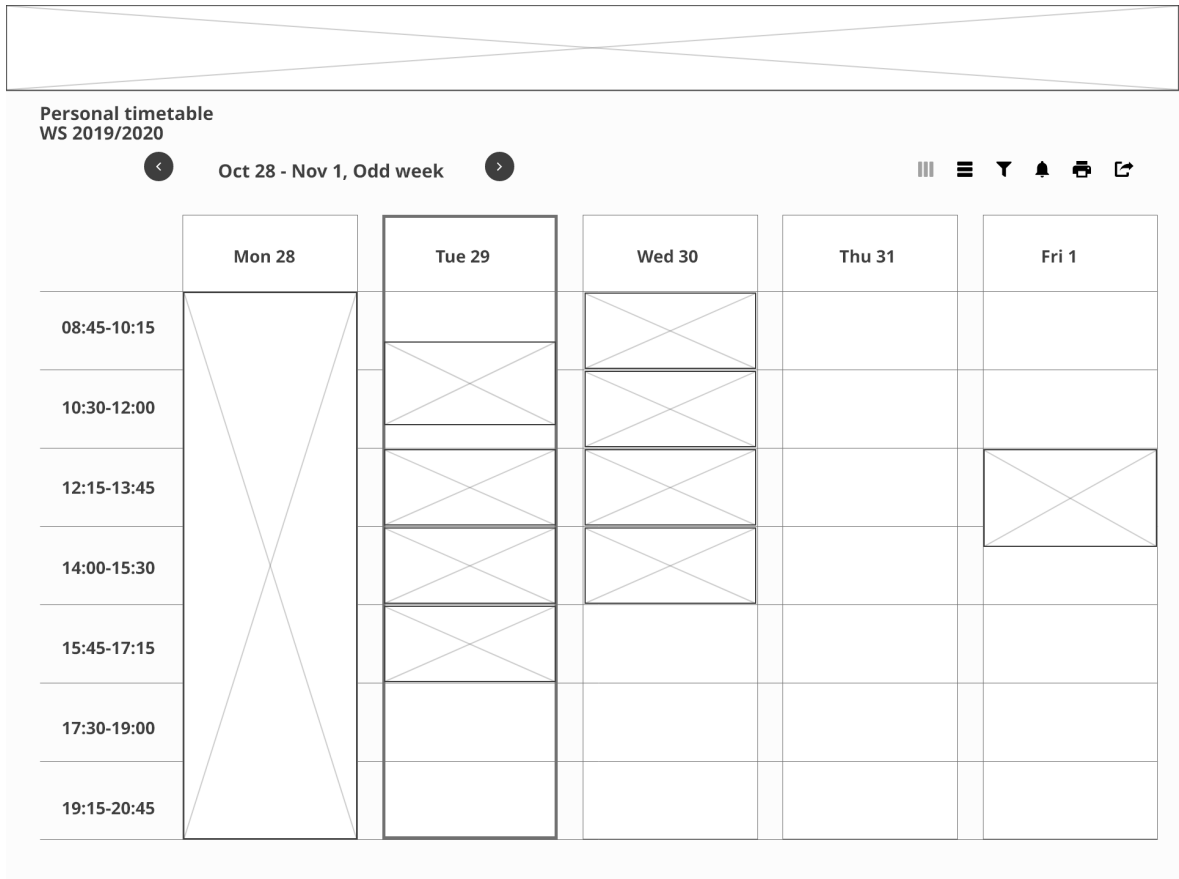 Personal timetable
WS 2019/2020
Oct 28 - Nov 1, Odd week
Mon 28
Tue 29
Wed 30
Thu 31
Fri 1
08:45-10:15
10:30-12:00
12:15-13:45
14:00-15:30
15:45-17:15
17:30-19:00
19:15-20:45